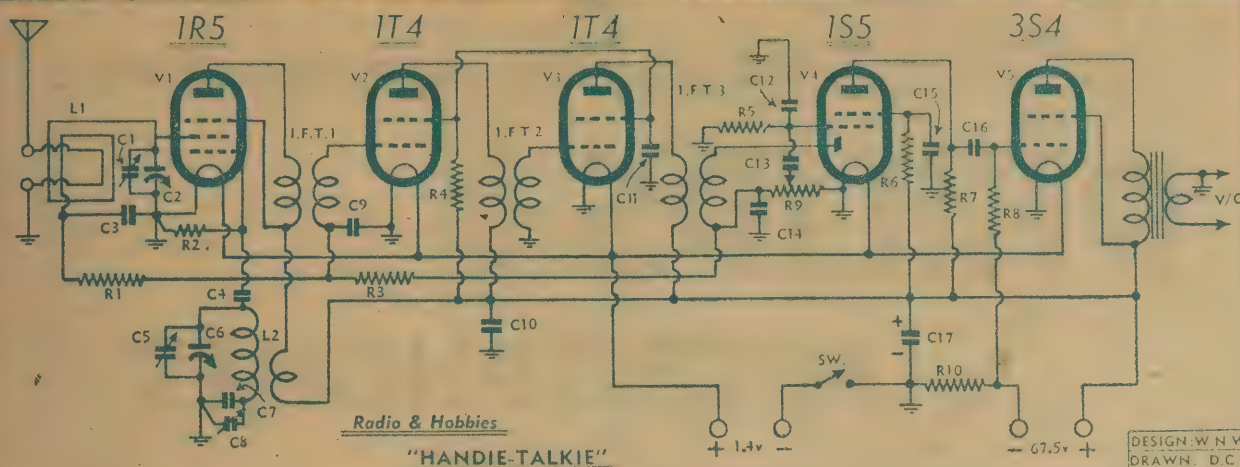 1R5 1T4 1T4 1S5 3S4
V1 V2 V3 V4 V5
L1 C1 C2 C3 R2
I.F.T.1 C9 R4 I.F.T.2 C11 I.F.T.3
C12 R5 C13 R9 C14 R6 C15 C16 R7 R8
V/C
R1 R3
C4 C5 C6 L2 C7 C8
C10 C17 R10
SW.
+ -
+ 1.4v - - 67.5v +
Radio & Hobbies
"HANDIE-TALKIE"
DESIGN: W N W
DRAWN. D.C